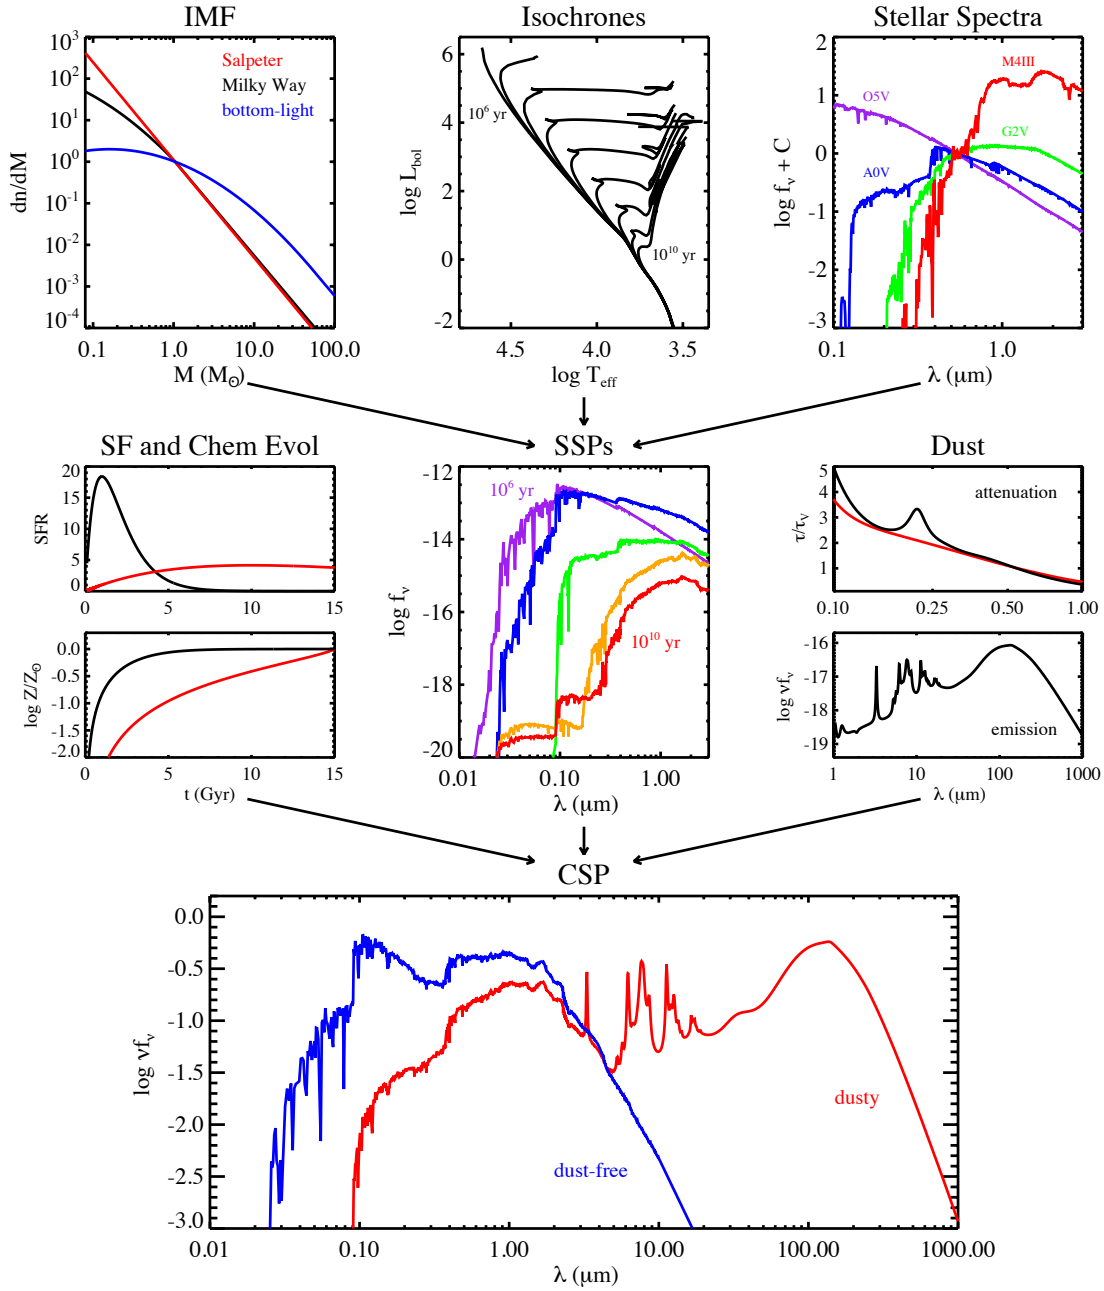 IMF
Isochrones
Stellar Spectra
10³
10²
10¹
10⁰
10⁻¹
10⁻²
10⁻³
10⁻⁴
dn/dM
Salpeter
Milky Way
bottom-light
0.1
1.0
10.0
100.0
M (M⊙)
6
4
2
0
-2
log L_bol
10⁶ yr
10¹⁰ yr
4.5
4.0
3.5
log T_eff
2
1
0
-1
-2
-3
log f_ν + C
M4III
O5V
G2V
A0V
0.1
1.0
λ (μm)
SF and Chem Evol
SSPs
Dust
20
15
10
5
0
SFR
0
5
10
15
0.0
-0.5
-1.0
-1.5
-2.0
log Z/Z⊙
0
5
10
15
t (Gyr)
-12
-14
-16
-18
-20
log f_ν
10⁶ yr
10¹⁰ yr
0.01
0.10
1.00
λ (μm)
5
4
3
2
1
τ/τ_V
attenuation
0.10
0.25
0.50
1.00
-16
-17
-18
-19
log νf_ν
emission
1
10
100
1000
λ (μm)
CSP
0.0
-0.5
-1.0
-1.5
-2.0
-2.5
-3.0
log νf_ν
dusty
dust-free
0.01
0.10
1.00
10.00
100.00
1000.00
λ (μm)